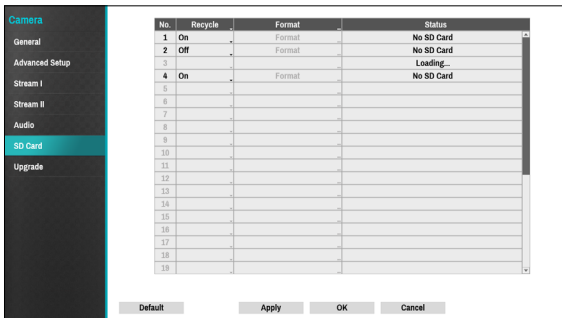 Camera
General
Advanced Setup
Stream I
Stream II
Audio
SD Card
Upgrade
No. Recycle Format Status
1 On Format No SD Card
2 Off Format No SD Card
3 Loading...
4 On Format No SD Card
5
6
7
8
9
10
11
12
13
14
15
16
17
18
19
Default Apply OK Cancel